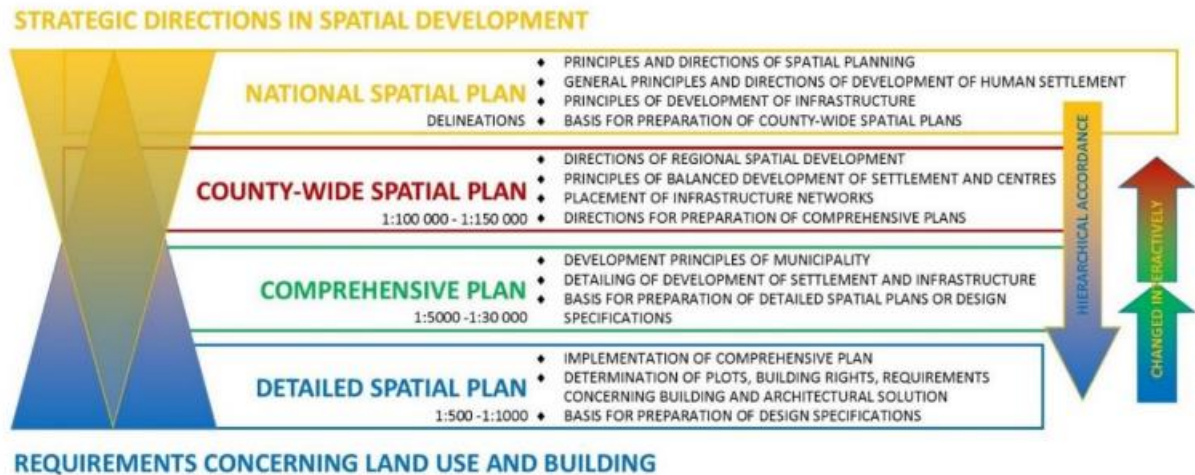 STRATEGIC DIRECTIONS IN SPATIAL DEVELOPMENT
NATIONAL SPATIAL PLAN
DELINEATIONS
♦ PRINCIPLES AND DIRECTIONS OF SPATIAL PLANNING
♦ GENERAL PRINCIPLES AND DIRECTIONS OF DEVELOPMENT OF HUMAN SETTLEMENT
♦ PRINCIPLES OF DEVELOPMENT OF INFRASTRUCTURE
♦ BASIS FOR PREPARATION OF COUNTY-WIDE SPATIAL PLANS
COUNTY-WIDE SPATIAL PLAN
1:100 000 - 1:150 000
♦ DIRECTIONS OF REGIONAL SPATIAL DEVELOPMENT
♦ PRINCIPLES OF BALANCED DEVELOPMENT OF SETTLEMENT AND CENTRES
♦ PLACEMENT OF INFRASTRUCTURE NETWORKS
♦ DIRECTIONS FOR PREPARATION OF COMPREHENSIVE PLANS
COMPREHENSIVE PLAN
1:5000 -1:30 000
♦ DEVELOPMENT PRINCIPLES OF MUNICIPALITY
♦ DETAILING OF DEVELOPMENT OF SETTLEMENT AND INFRASTRUCTURE
♦ BASIS FOR PREPARATION OF DETAILED SPATIAL PLANS OR DESIGN
SPECIFICATIONS
DETAILED SPATIAL PLAN
1:500 -1:1000
♦ IMPLEMENTATION OF COMPREHENSIVE PLAN
♦ DETERMINATION OF PLOTS, BUILDING RIGHTS, REQUIREMENTS
CONCERNING BUILDING AND ARCHITECTURAL SOLUTION
♦ BASIS FOR PREPARATION OF DESIGN SPECIFICATIONS
HIERARCHICAL ACCORDANCE
CHANGED INTERACTIVELY
REQUIREMENTS CONCERNING LAND USE AND BUILDING